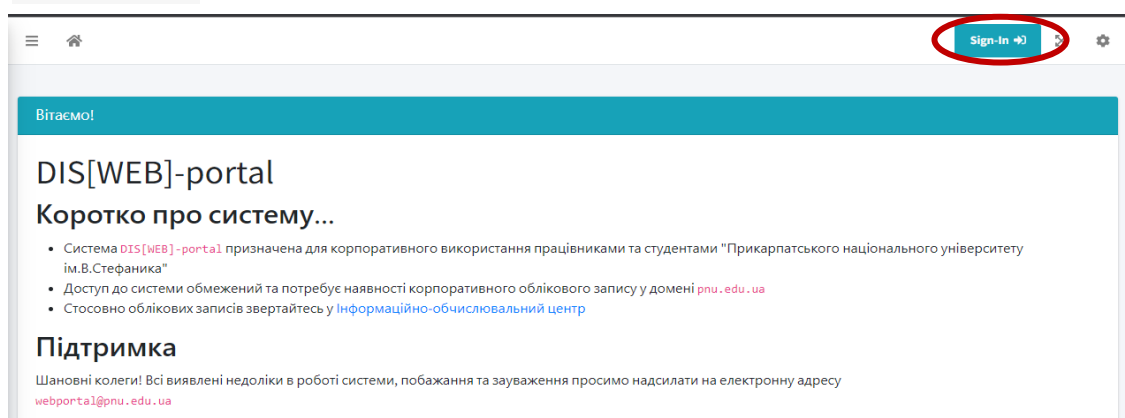 Sign-In
Вітаємо!
DIS[WEB]-portal
Коротко про систему...
Система DIS[WEB]-portal призначена для корпоративного використання працівниками та студентами "Прикарпатського національного університету
ім.В.Стефаника"
Доступ до системи обмежений та потребує наявності корпоративного облікового запису у домені pnu.edu.ua
Стосовно облікових записів звертайтесь у Інформаційно-обчислювальний центр
Підтримка
Шановні колеги! Всі виявлені недоліки в роботі системи, побажання та зауваження просимо надсилати на електронну адресу
webportal@pnu.edu.ua